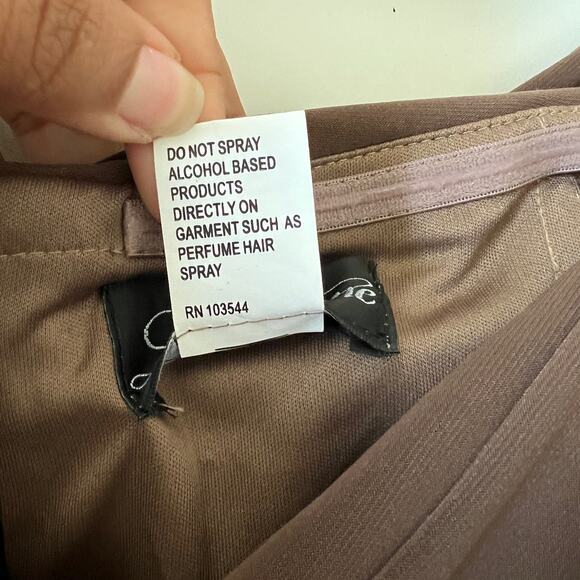 DO NOT SPRAY
ALCOHOL BASED
PRODUCTS
DIRECTLY ON
GARMENT SUCH AS
PERFUME HAIR
SPRAY
RN 103544